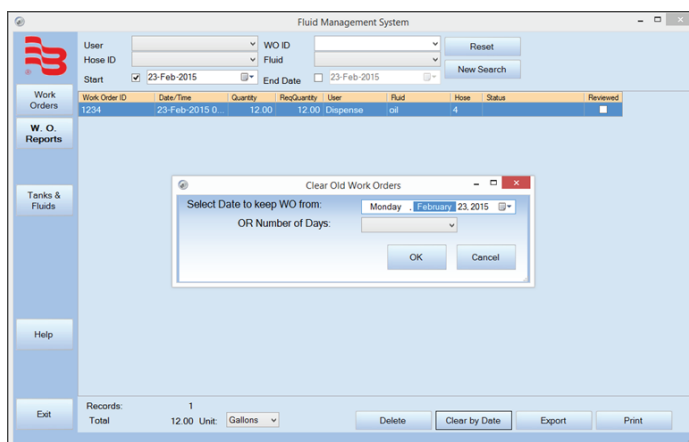 Fluid Management System
User WO ID Reset
Hose ID Fluid
Start 23-Feb-2015 End Date 23-Feb-2015 New Search
Work Orders
W. O. Reports
Tanks & Fluids
Help
Exit
Work Order ID Date/Time Quantity ReqQuantity User Fluid Hose Status Reviewed
1234 23-Feb-2015 0... 12.00 12.00 Dispense oil 4
Clear Old Work Orders
Select Date to keep WO from: Monday , February 23, 2015
OR Number of Days:
OK Cancel
Records: 1
Total 12.00 Unit: Gallons Delete Clear by Date Export Print